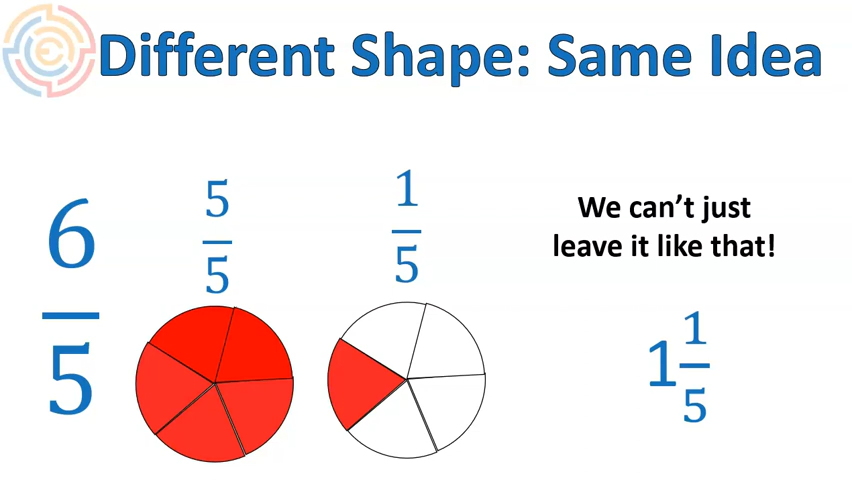 Different Shape: Same Idea
6/5
5/5
1/5
We can't just
leave it like that!
1 1/5